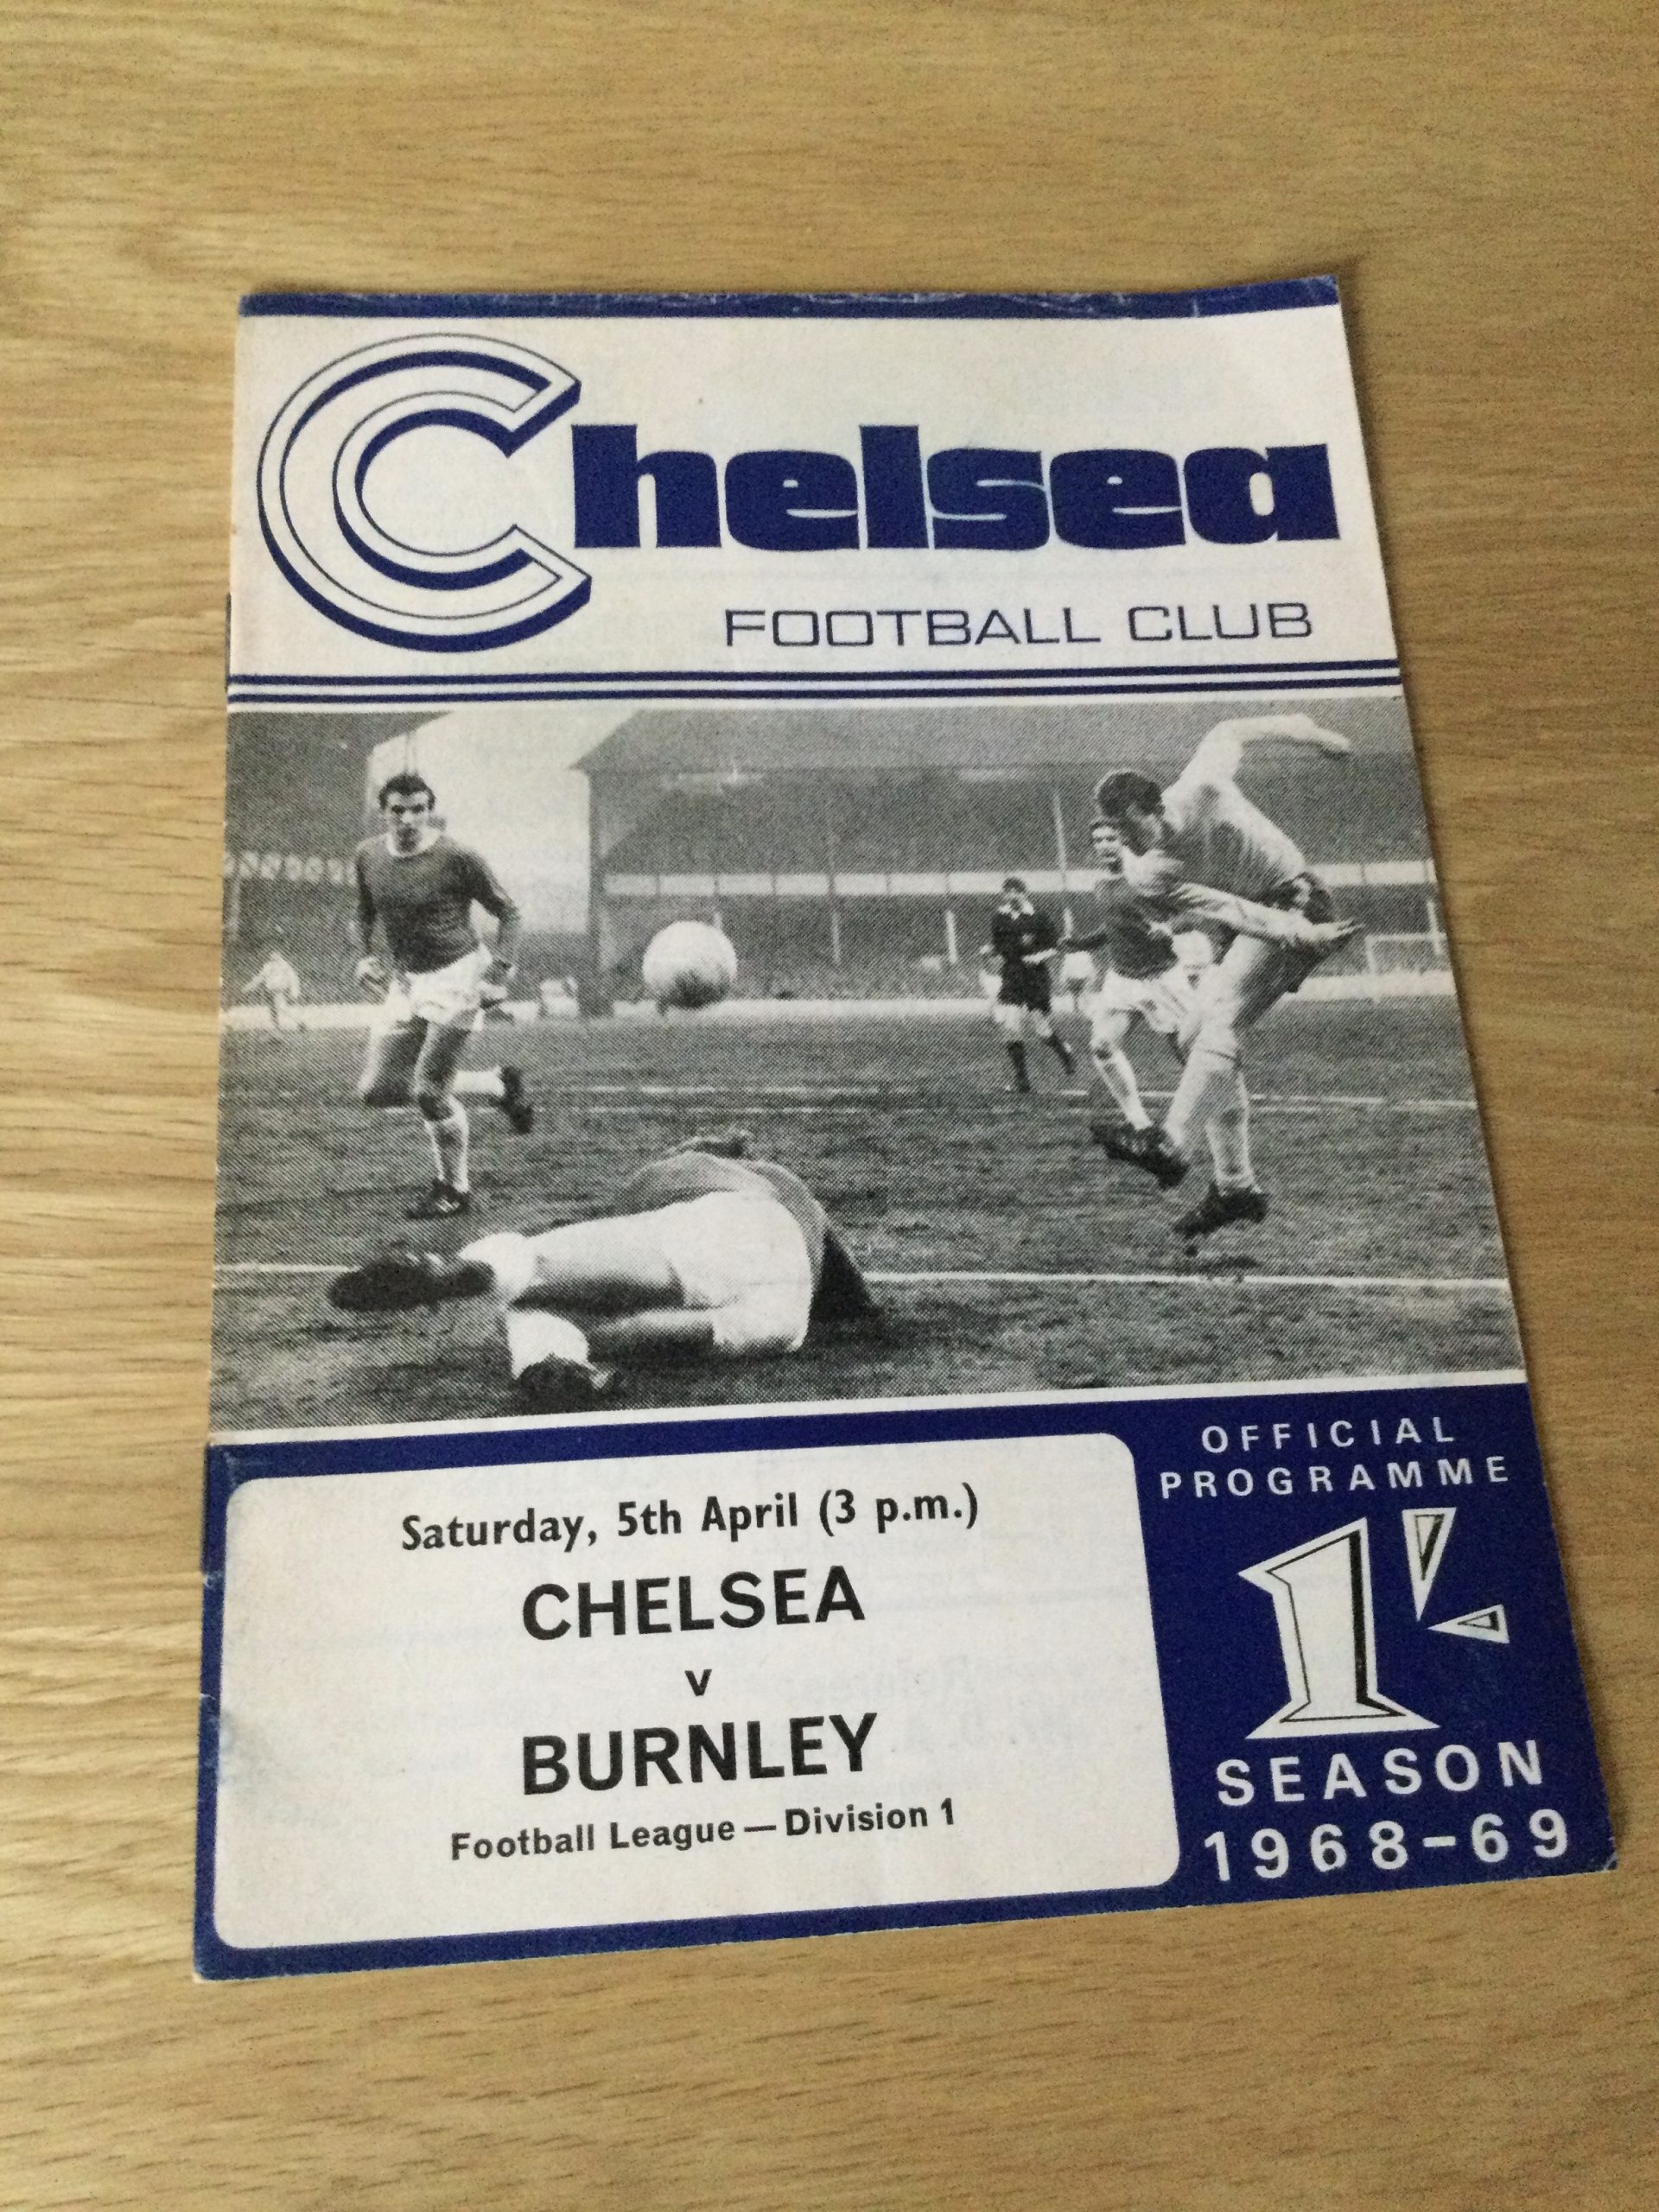 Chelsea
FOOTBALL CLUB
OFFICIAL
PROGRAMME
1/-
SEASON
1968-69
Saturday, 5th April (3 p.m.)
CHELSEA
v
BURNLEY
Football League — Division 1